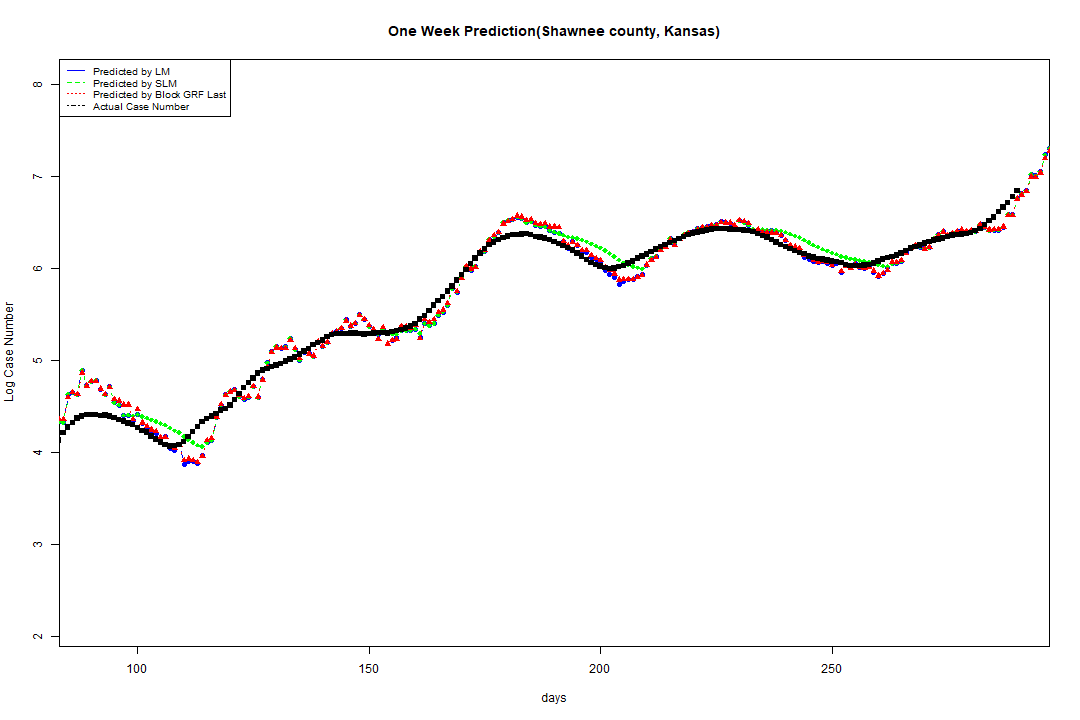 One Week Prediction(Shawnee county, Kansas)
Predicted by LM
Predicted by SLM
Predicted by Block GRF Last
Actual Case Number
8
7
6
5
4
3
2
Log Case Number
100 150 200 250
days